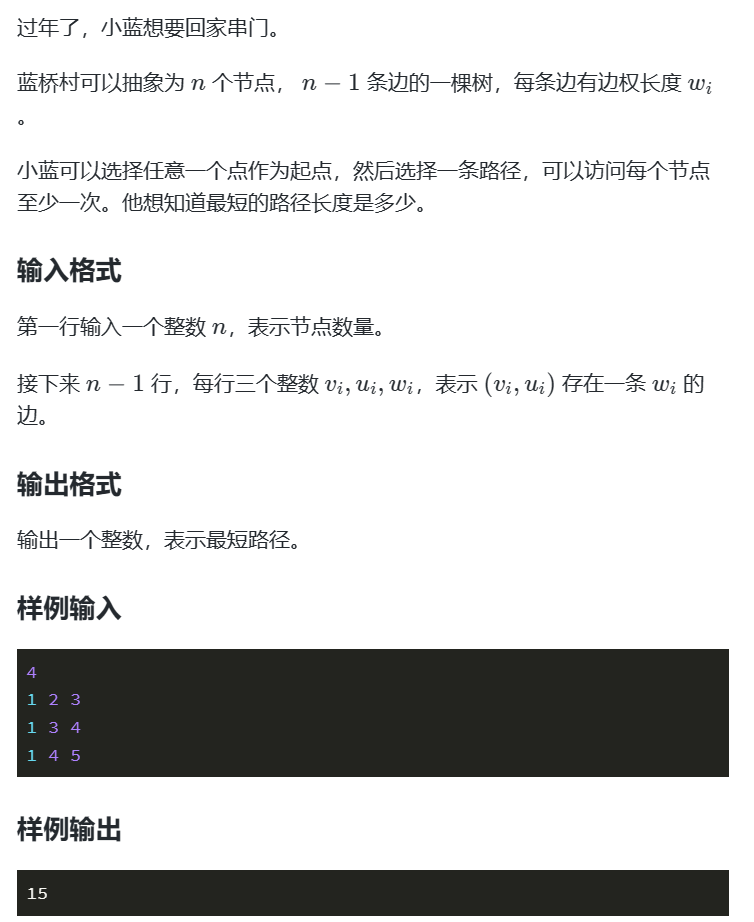 过年了，小蓝想要回家串门。
蓝桥村可以抽象为 n 个节点， n − 1 条边的一棵树，每条边有边权长度 wᵢ
。
小蓝可以选择任意一个点作为起点，然后选择一条路径，可以访问每个节点
至少一次。他想知道最短的路径长度是多少。
输入格式
第一行输入一个整数 n，表示节点数量。
接下来 n − 1 行，每行三个整数 vᵢ, uᵢ, wᵢ，表示 (vᵢ, uᵢ) 存在一条 wᵢ 的
边。
输出格式
输出一个整数，表示最短路径。
样例输入
4
1 2 3
1 3 4
1 4 5
样例输出
15